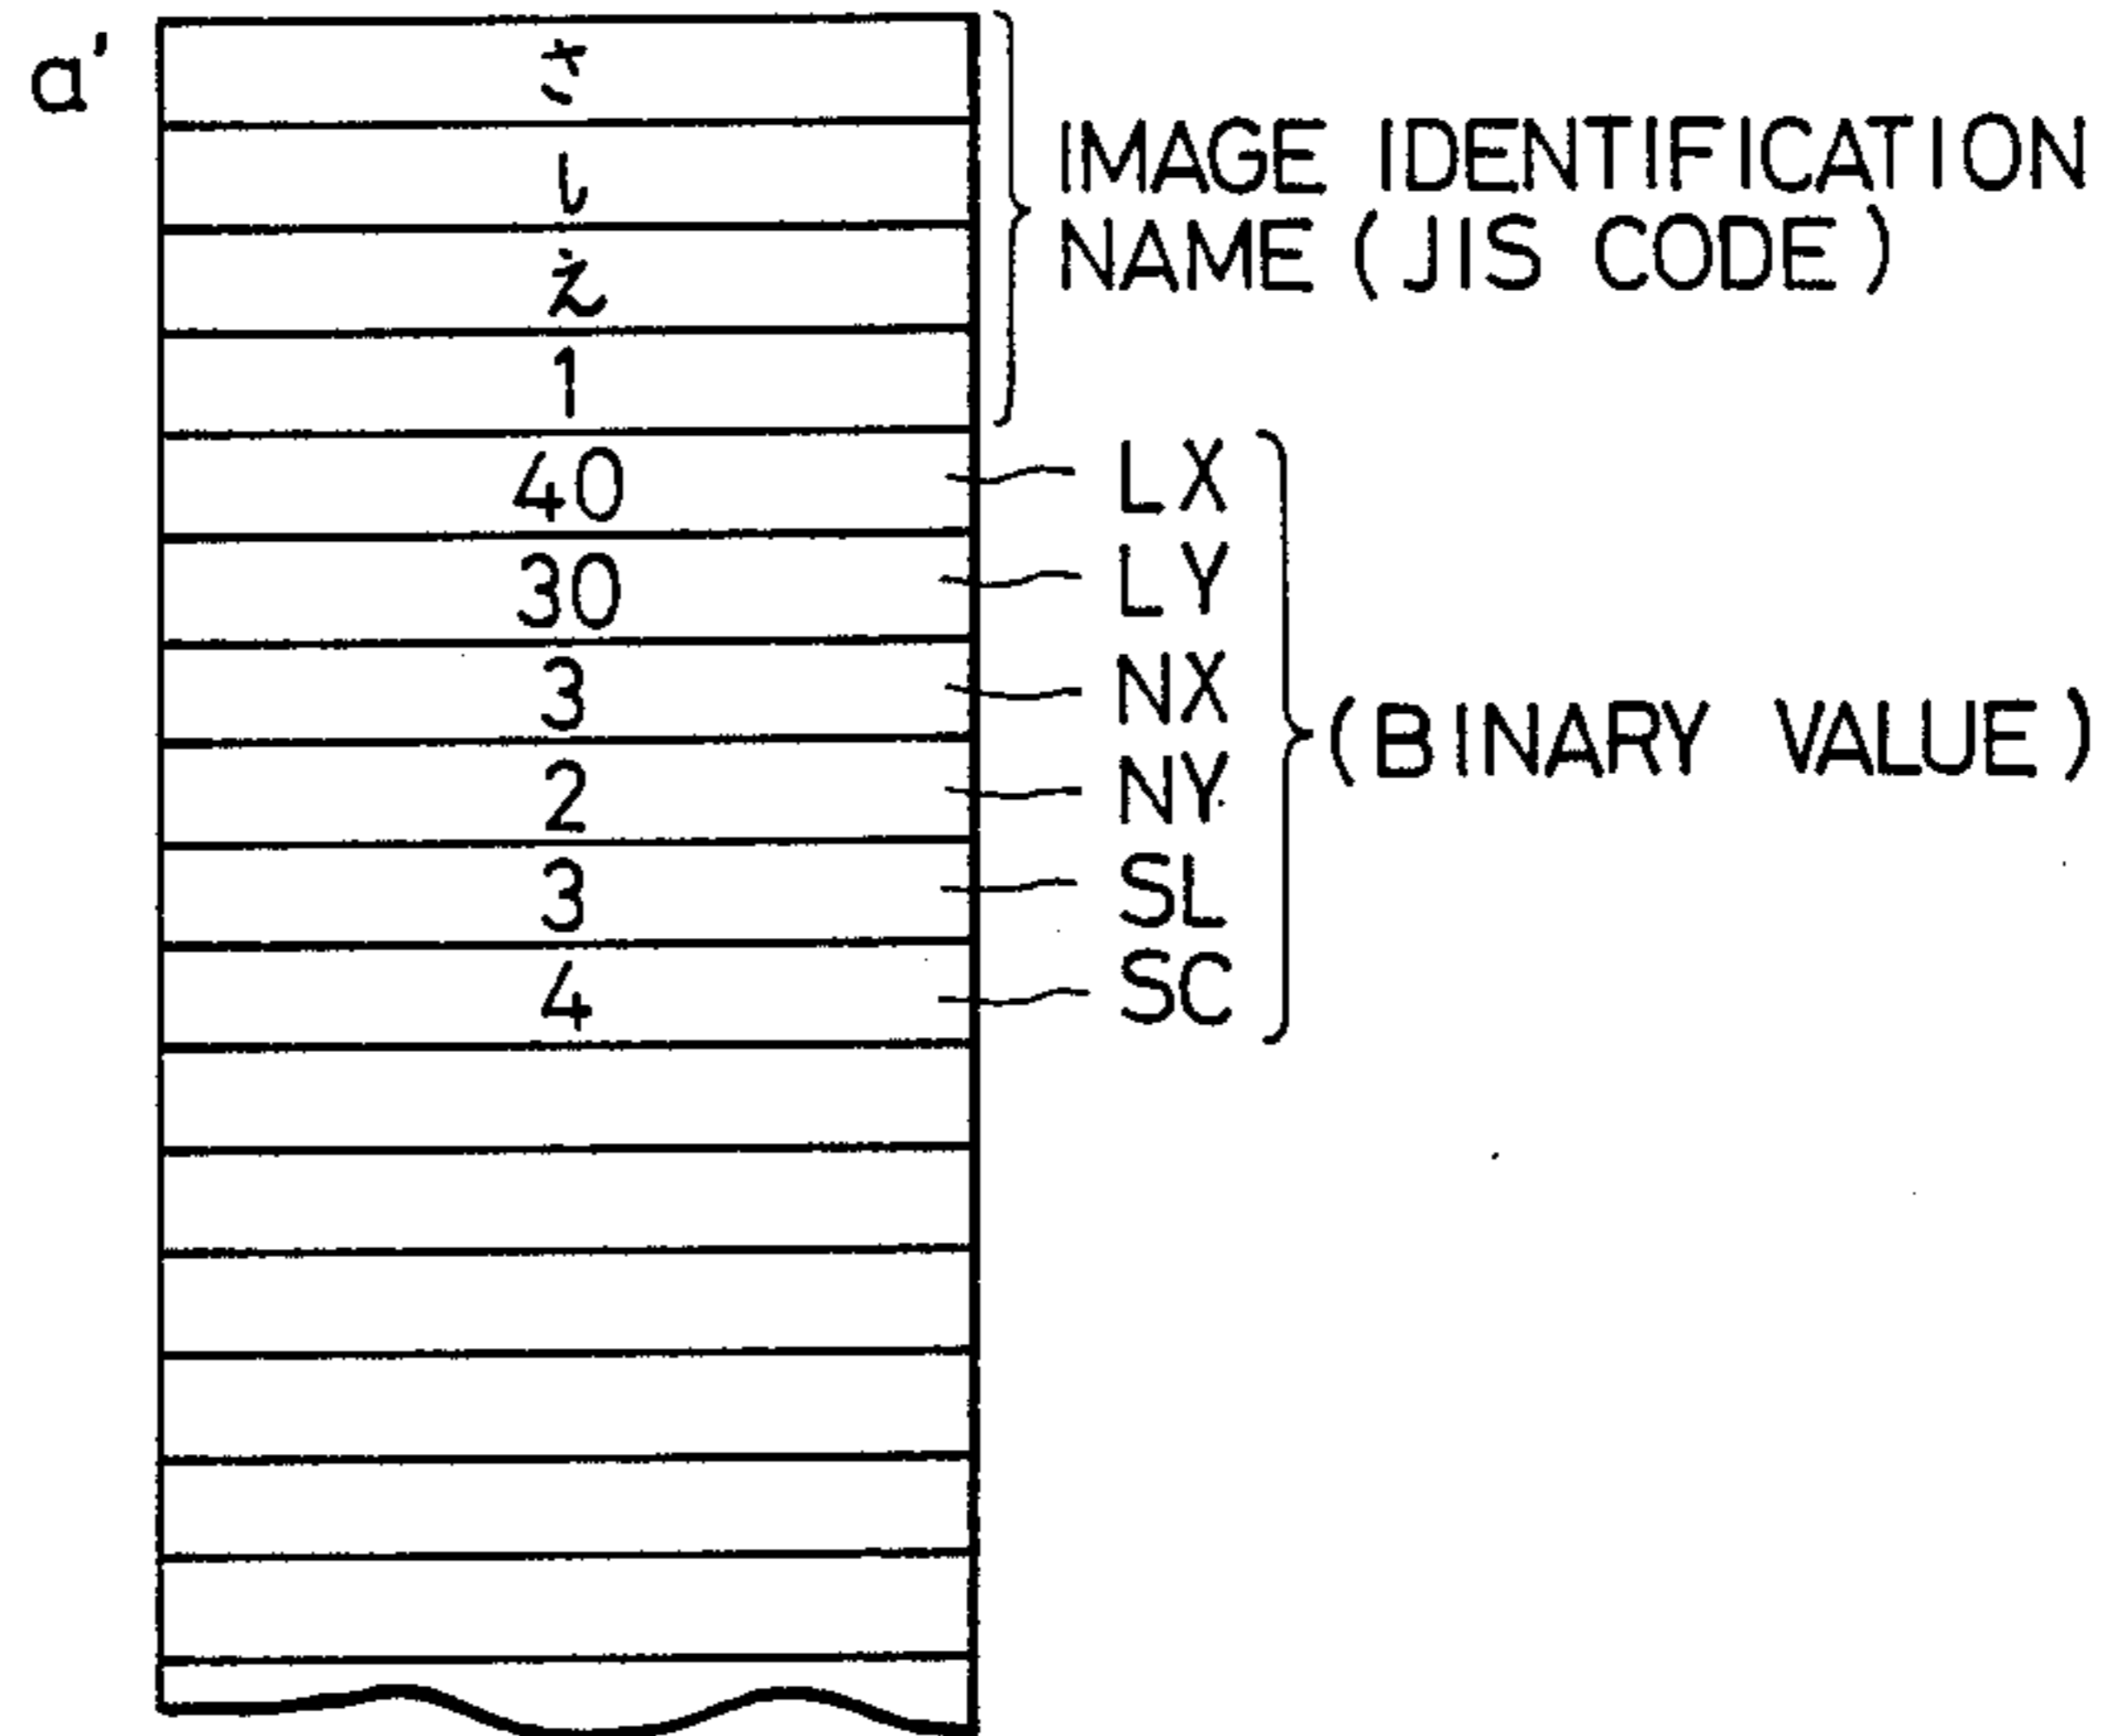 a' さ
し
え
1
IMAGE IDENTIFICATION
NAME (JIS CODE)
40 LX
30 LY
3 NX
2 NY
3 SL
4 SC
(BINARY VALUE)